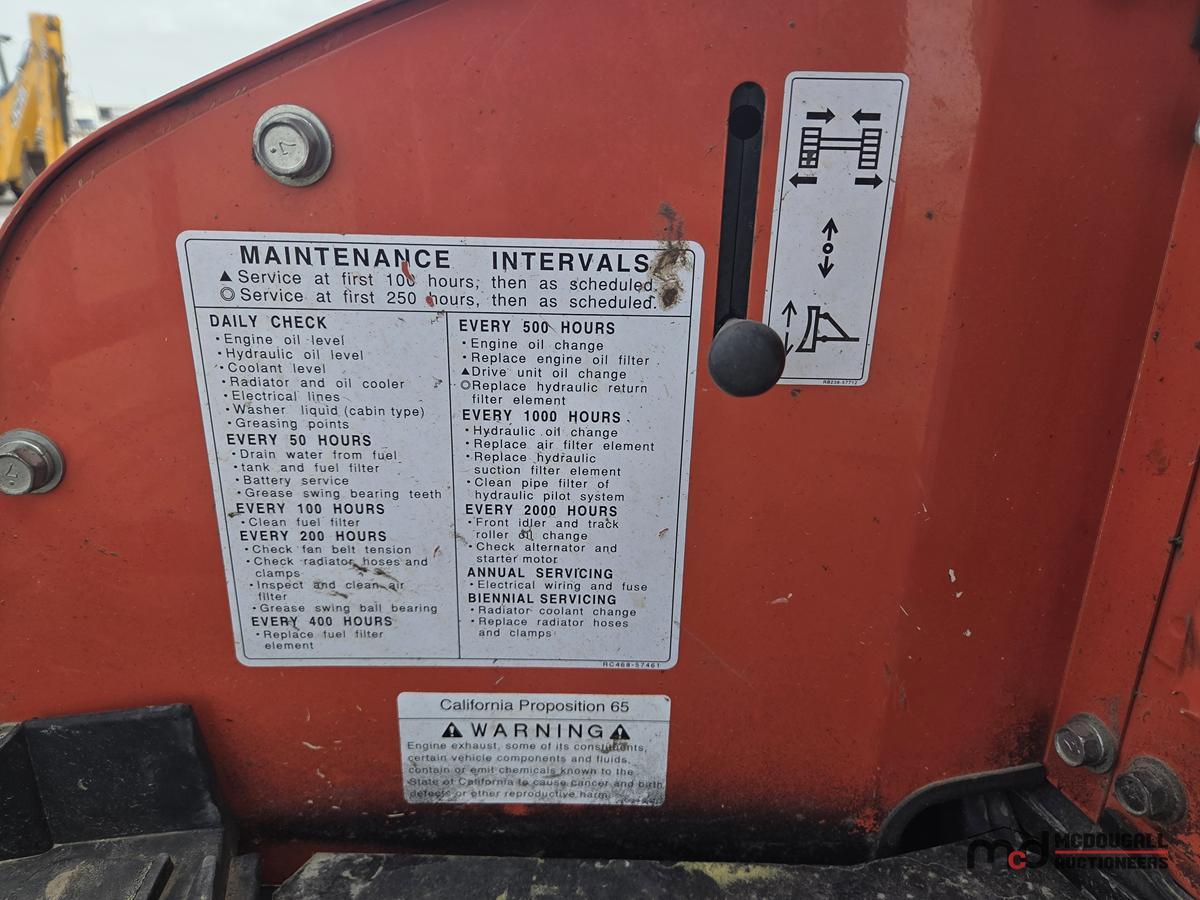 MAINTENANCE INTERVALS
▲ Service at first 100 hours, then as scheduled.
◎ Service at first 250 hours, then as scheduled.
DAILY CHECK
・Engine oil level
・Hydraulic oil level
・Coolant level
・Radiator and oil cooler
・Electrical lines
・Washer liquid (cabin type)
・Greasing points
EVERY 50 HOURS
・Drain water from fuel
・tank and fuel filter
・Battery service
・Grease swing bearing teeth
EVERY 100 HOURS
・Clean fuel filter
EVERY 200 HOURS
・Check fan belt tension
・Check radiator hoses and
clamps
・Inspect and clean air
filter
・Grease swing ball bearing
EVERY 400 HOURS
・Replace fuel filter
element
EVERY 500 HOURS
・Engine oil change
・Replace engine oil filter
▲Drive unit oil change
◎Replace hydraulic return
filter element
EVERY 1000 HOURS
・Hydraulic oil change
・Replace air filter element
・Replace hydraulic
suction filter element
・Clean pipe filter of
hydraulic pilot system
EVERY 2000 HOURS
・Front idler and track
roller oil change
・Check alternator and
starter motor
ANNUAL SERVICING
・Electrical wiring and fuse
BIENNIAL SERVICING
・Radiator coolant change
・Replace radiator hoses
and clamps
RC468-57461
RB238-57712
California Proposition 65
WARNING
Engine exhaust, some of its constituents,
certain vehicle components and fluids,
contain or emit chemicals known to the
State of California to cause cancer and birth
defects or other reproductive harm.
7
7
mcd MCDOUGALL
AUCTIONEERS